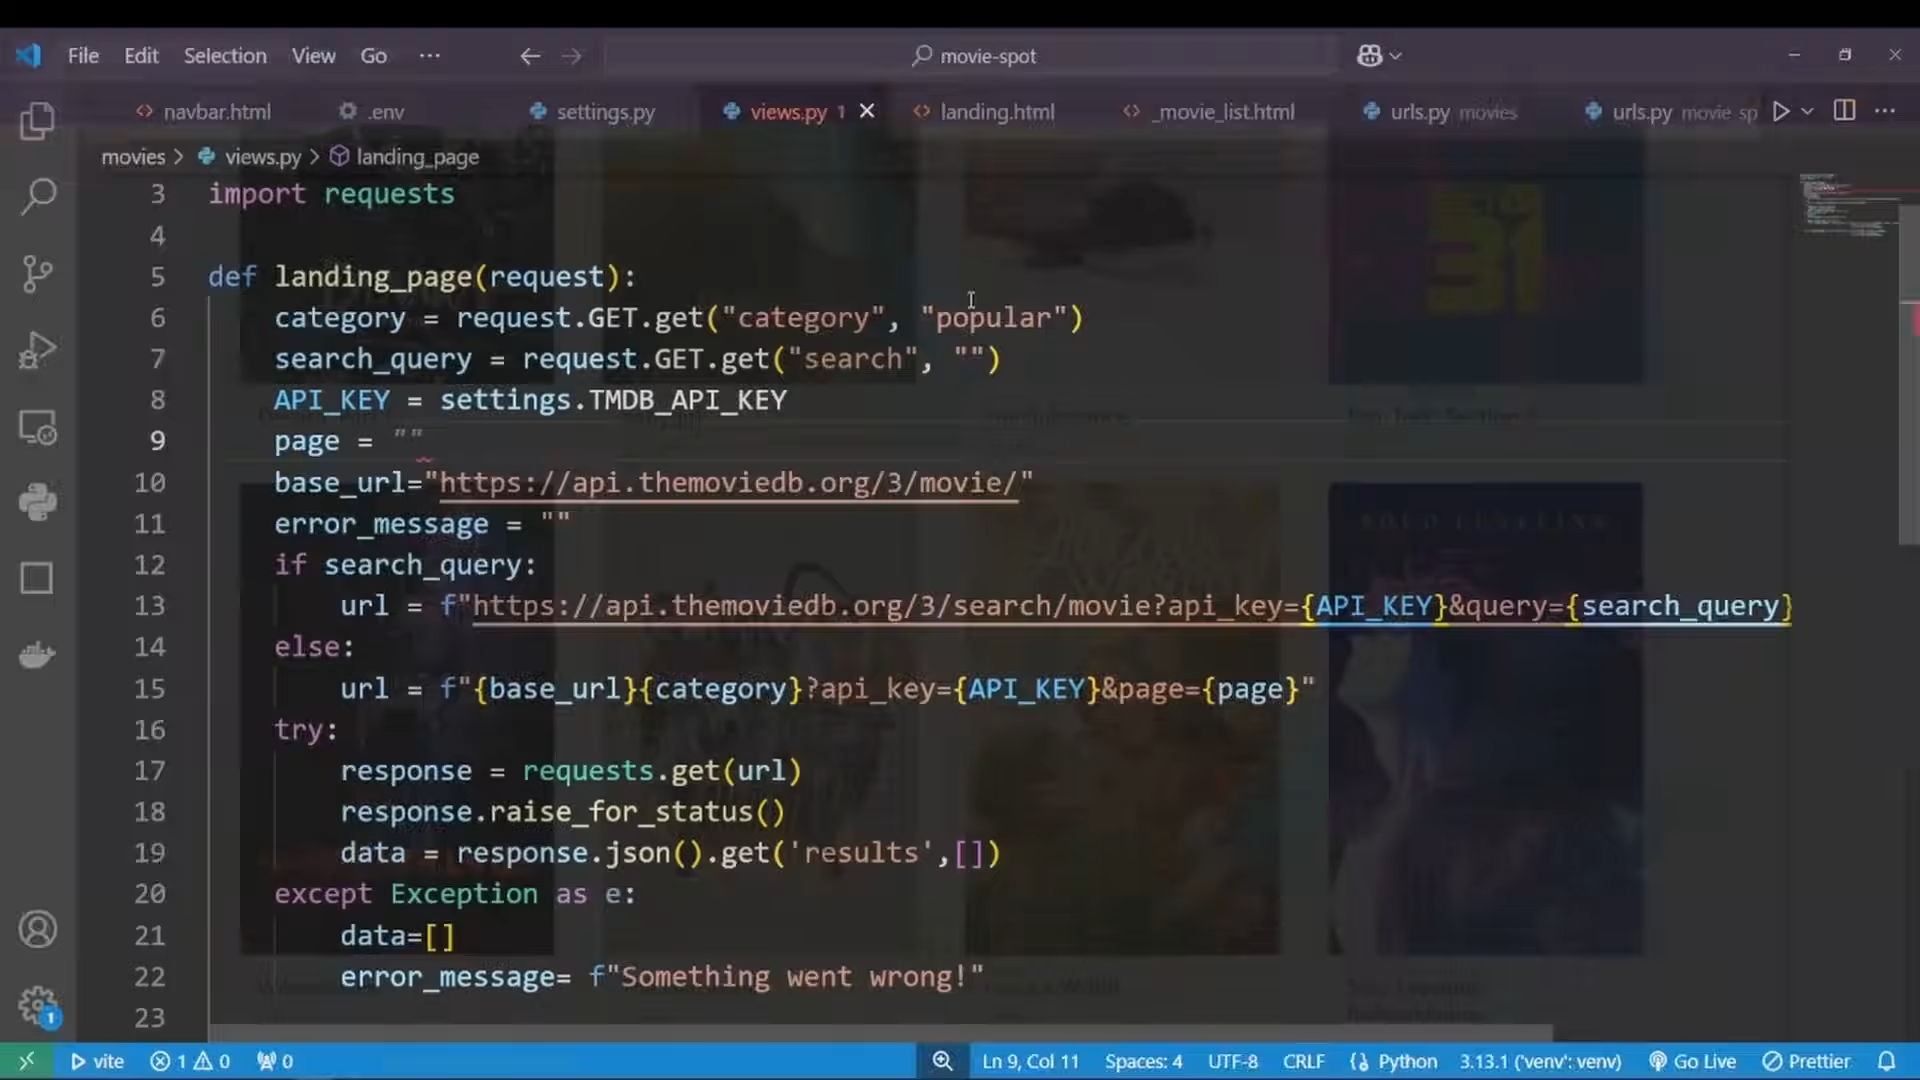 File Edit Selection View Go ··· movie-spot
navbar.html .env settings.py views.py 1 landing.html _movie_list.html urls.py movies urls.py movie_sp
movies > views.py > landing_page
3 import requests
4
5 def landing_page(request):
6 category = request.GET.get("category", "popular")
7 search_query = request.GET.get("search", "")
8 API_KEY = settings.TMDB_API_KEY
9 page = ""
10 base_url="https://api.themoviedb.org/3/movie/"
11 error_message = ""
12 if search_query:
13 url = f"https://api.themoviedb.org/3/search/movie?api_key={API_KEY}&query={search_query}
14 else:
15 url = f"{base_url}{category}?api_key={API_KEY}&page={page}"
16 try:
17 response = requests.get(url)
18 response.raise_for_status()
19 data = response.json().get('results',[])
20 except Exception as e:
21 data=[]
22 error_message= f"Something went wrong!"
23
31
1
vite 1 0 0 Ln 9, Col 11 Spaces: 4 UTF-8 CRLF Python 3.13.1 ('venv': venv) Go Live Prettier